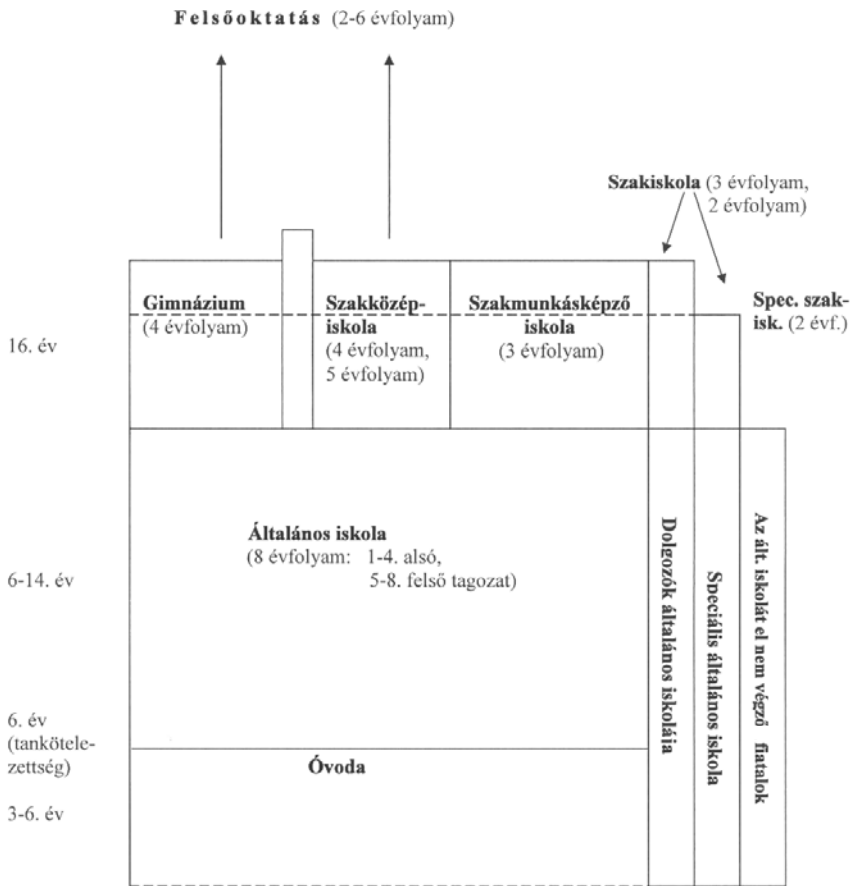 Felsőoktatás (2-6 évfolyam)
Szakiskola (3 évfolyam,
2 évfolyam)
Gimnázium
(4 évfolyam)
Szakközép-
iskola
(4 évfolyam,
5 évfolyam)
Szakmunkásképző
iskola
(3 évfolyam)
Spec. szak-
isk. (2 évf.)
16. év
Általános iskola
(8 évfolyam: 1-4. alsó,
5-8. felső tagozat)
6-14. év
Dolgozók általános iskolája
Speciális általános iskola
Az ált. iskolát el nem végző fiatalok
6. év
(tankötele-
zettség)
Óvoda
3-6. év